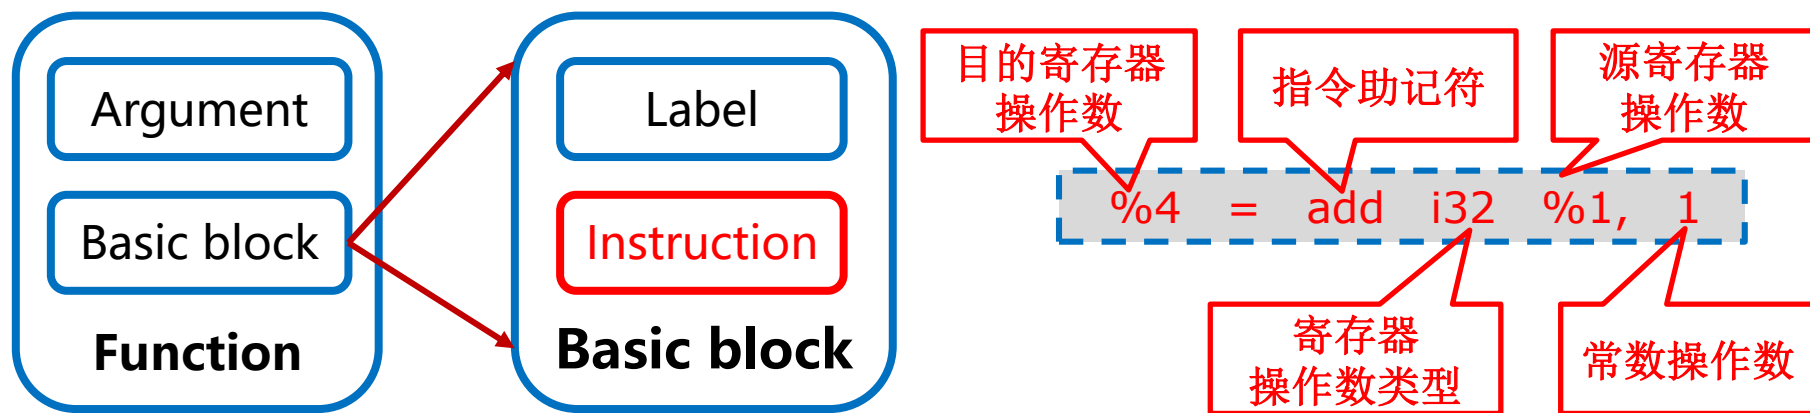 Argument
Basic block
Function
Label
Instruction
Basic block
目的寄存器
操作数
指令助记符
源寄存器
操作数
%4 = add i32 %1, 1
寄存器
操作数类型
常数操作数